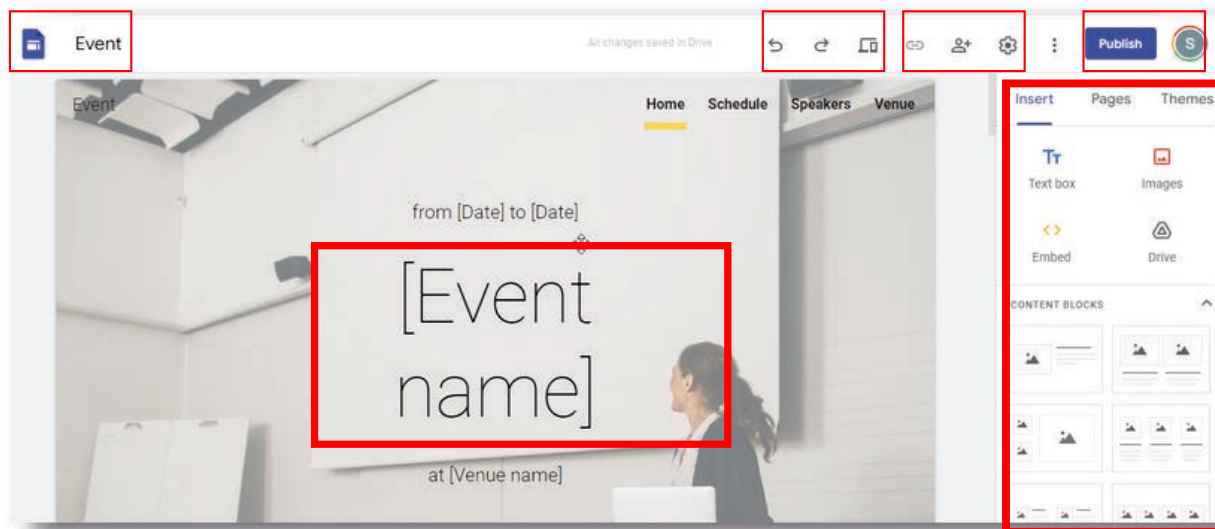 Event
All changes saved in Drive
Publish
S
Event
Home Schedule Speakers Venue
from [Date] to [Date]
[Event
name]
at [Venue name]
Insert Pages Themes
TT
Text box Images
Embed Drive
CONTENT BLOCKS